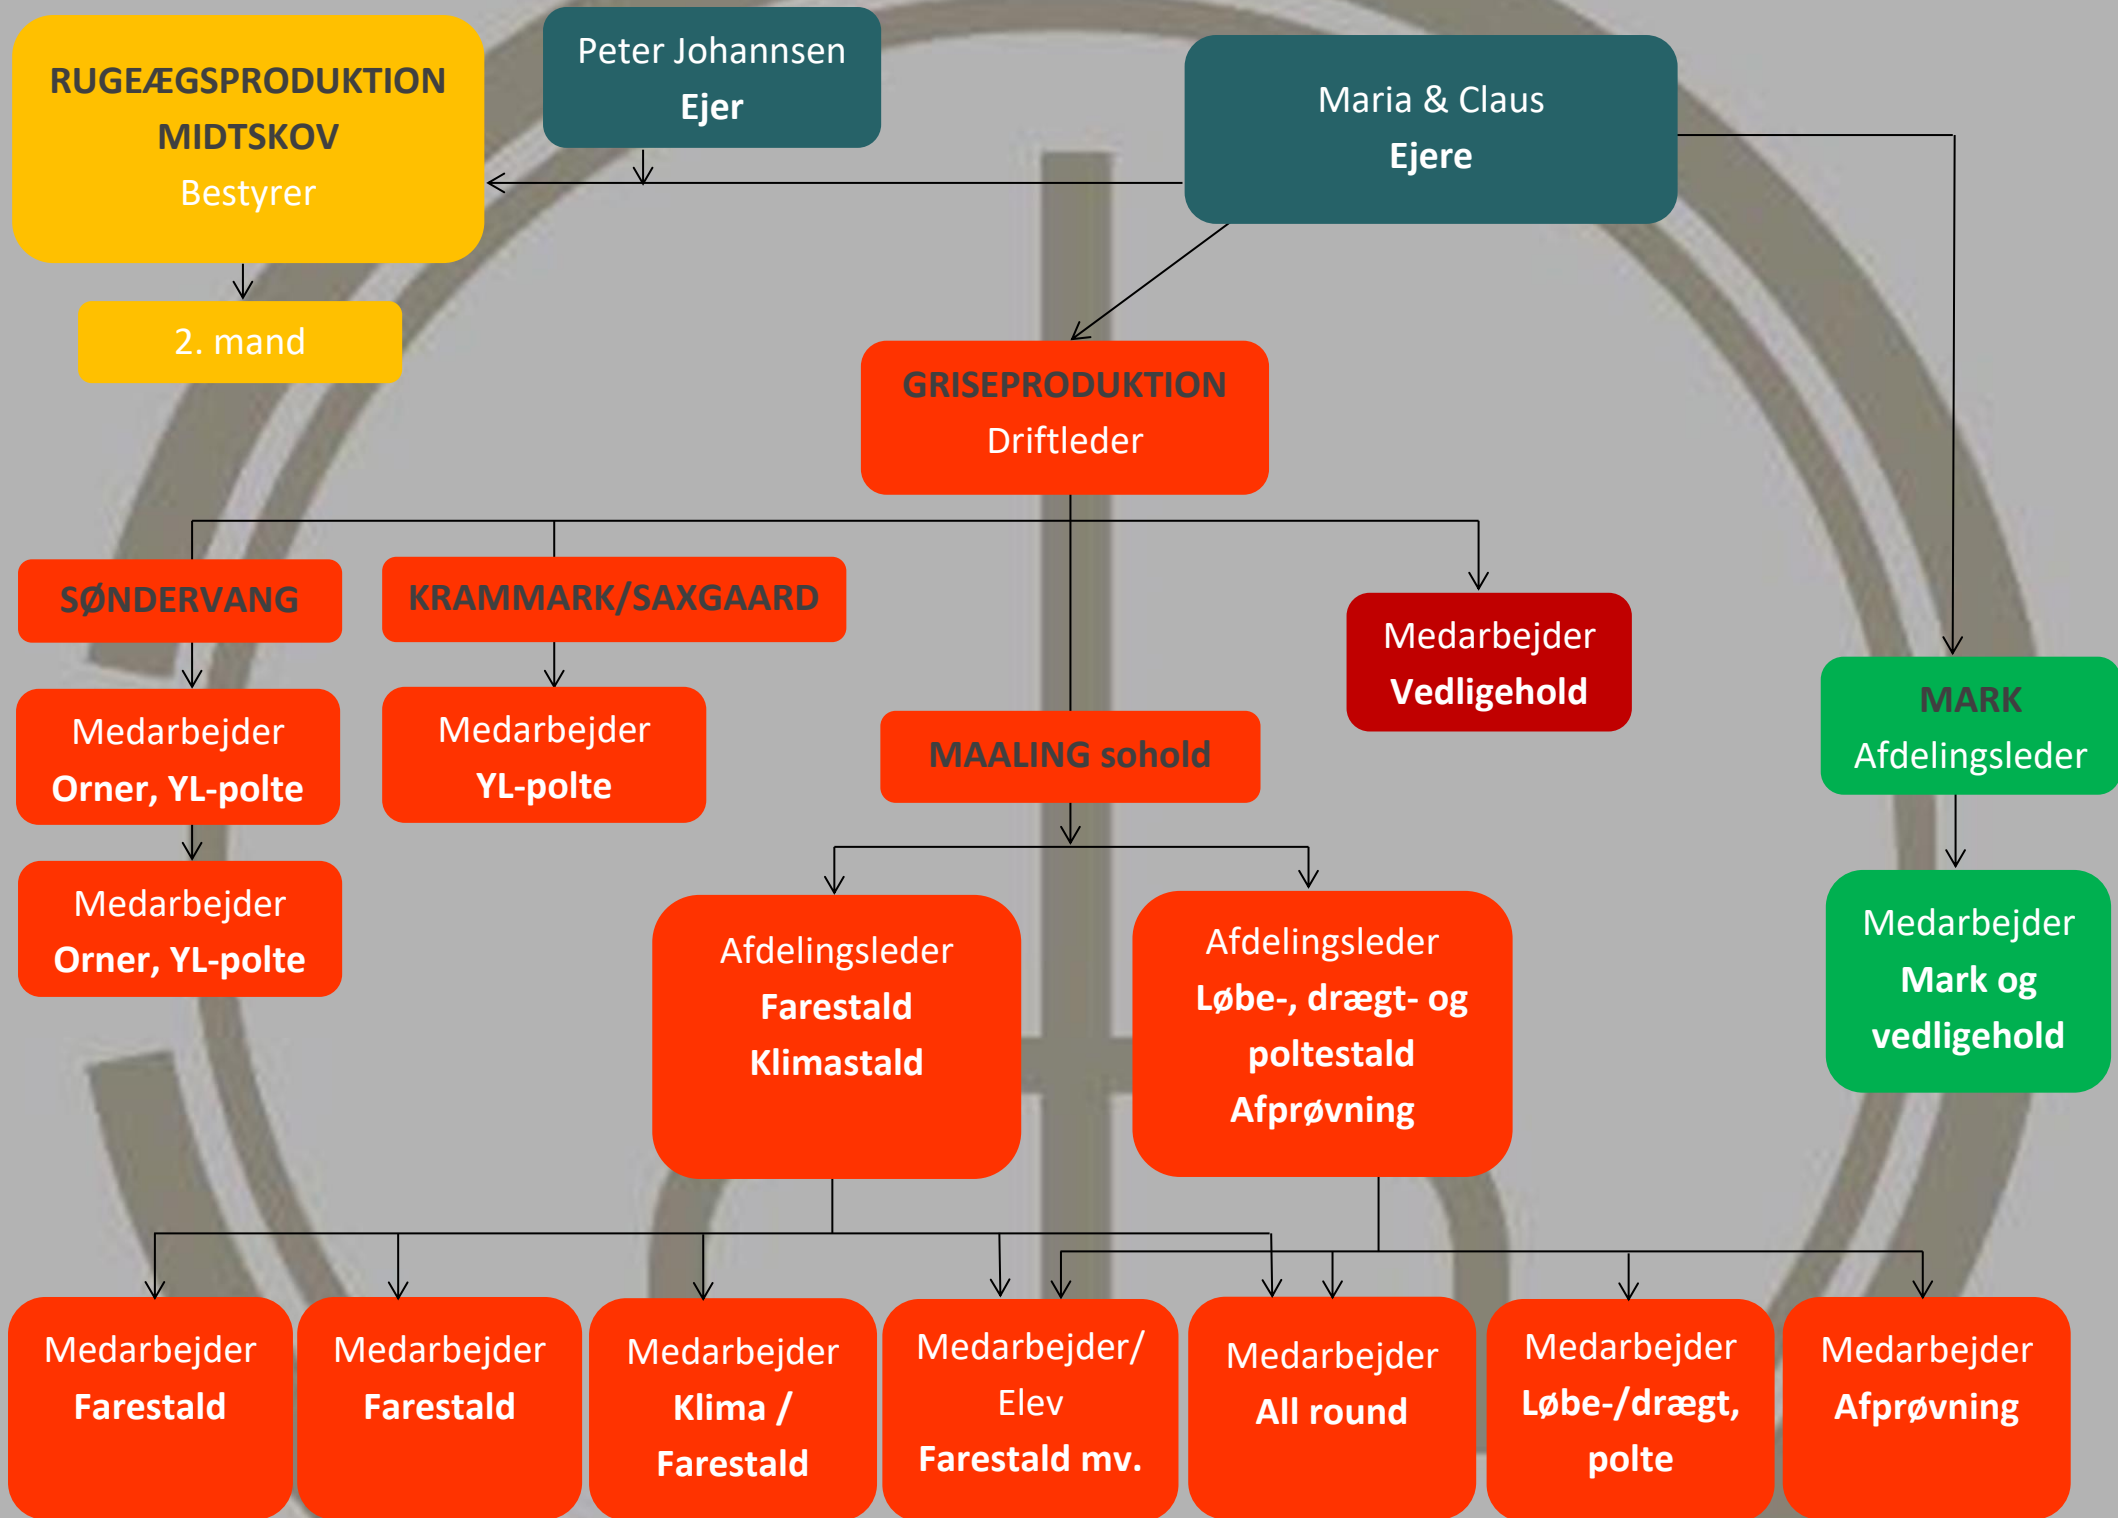 RUGEÆGSPRODUKTION
MIDTSKOV
Bestyrer
Peter Johannsen
Ejer
Maria & Claus
Ejere
2. mand
GRISEPRODUKTION
Driftleder
SØNDERVANG
KRAMMARK/SAXGAARD
Medarbejder
Vedligehold
Medarbejder
Orner, YL-polte
Medarbejder
YL-polte
MAALING sohold
MARK
Afdelingsleder
Medarbejder
Orner, YL-polte
Afdelingsleder
Farestald
Klimastald
Afdelingsleder
Løbe-, drægt- og
poltestald
Afprøvning
Medarbejder
Mark og
vedligehold
Medarbejder
Farestald
Medarbejder
Farestald
Medarbejder
Klima /
Farestald
Medarbejder/
Elev
Farestald mv.
Medarbejder
All round
Medarbejder
Løbe-/drægt,
polte
Medarbejder
Afprøvning